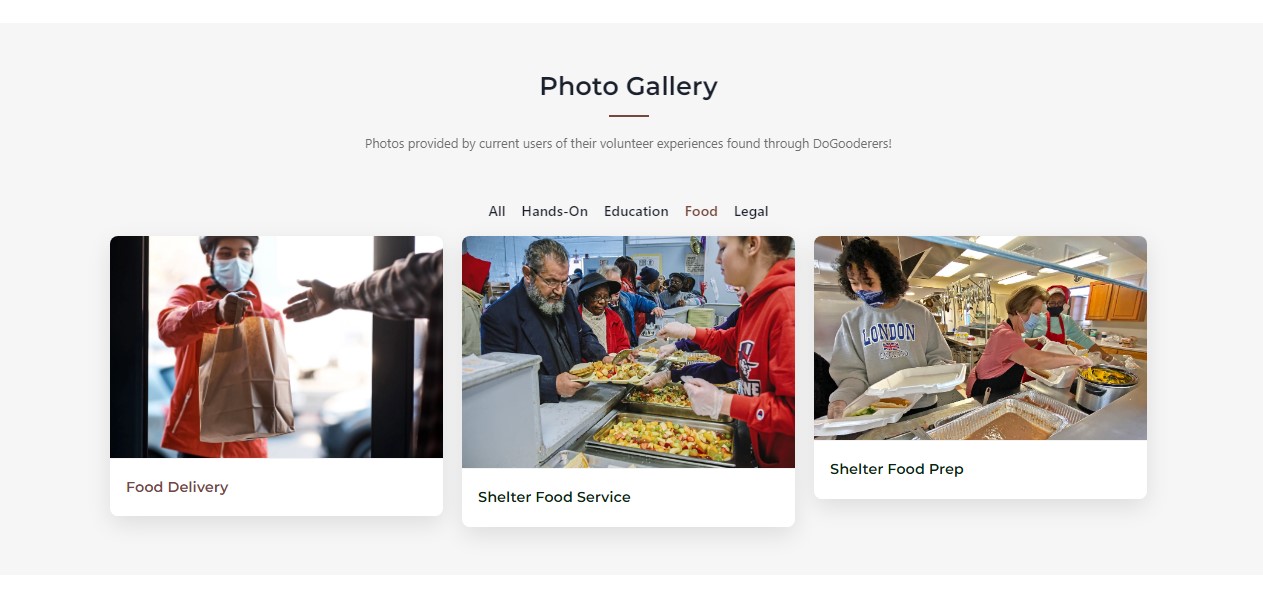 Photo Gallery
Photos provided by current users of their volunteer experiences found through DoGooderers!
All Hands-On Education Food Legal
LONDON
Food Delivery
Shelter Food Service
Shelter Food Prep